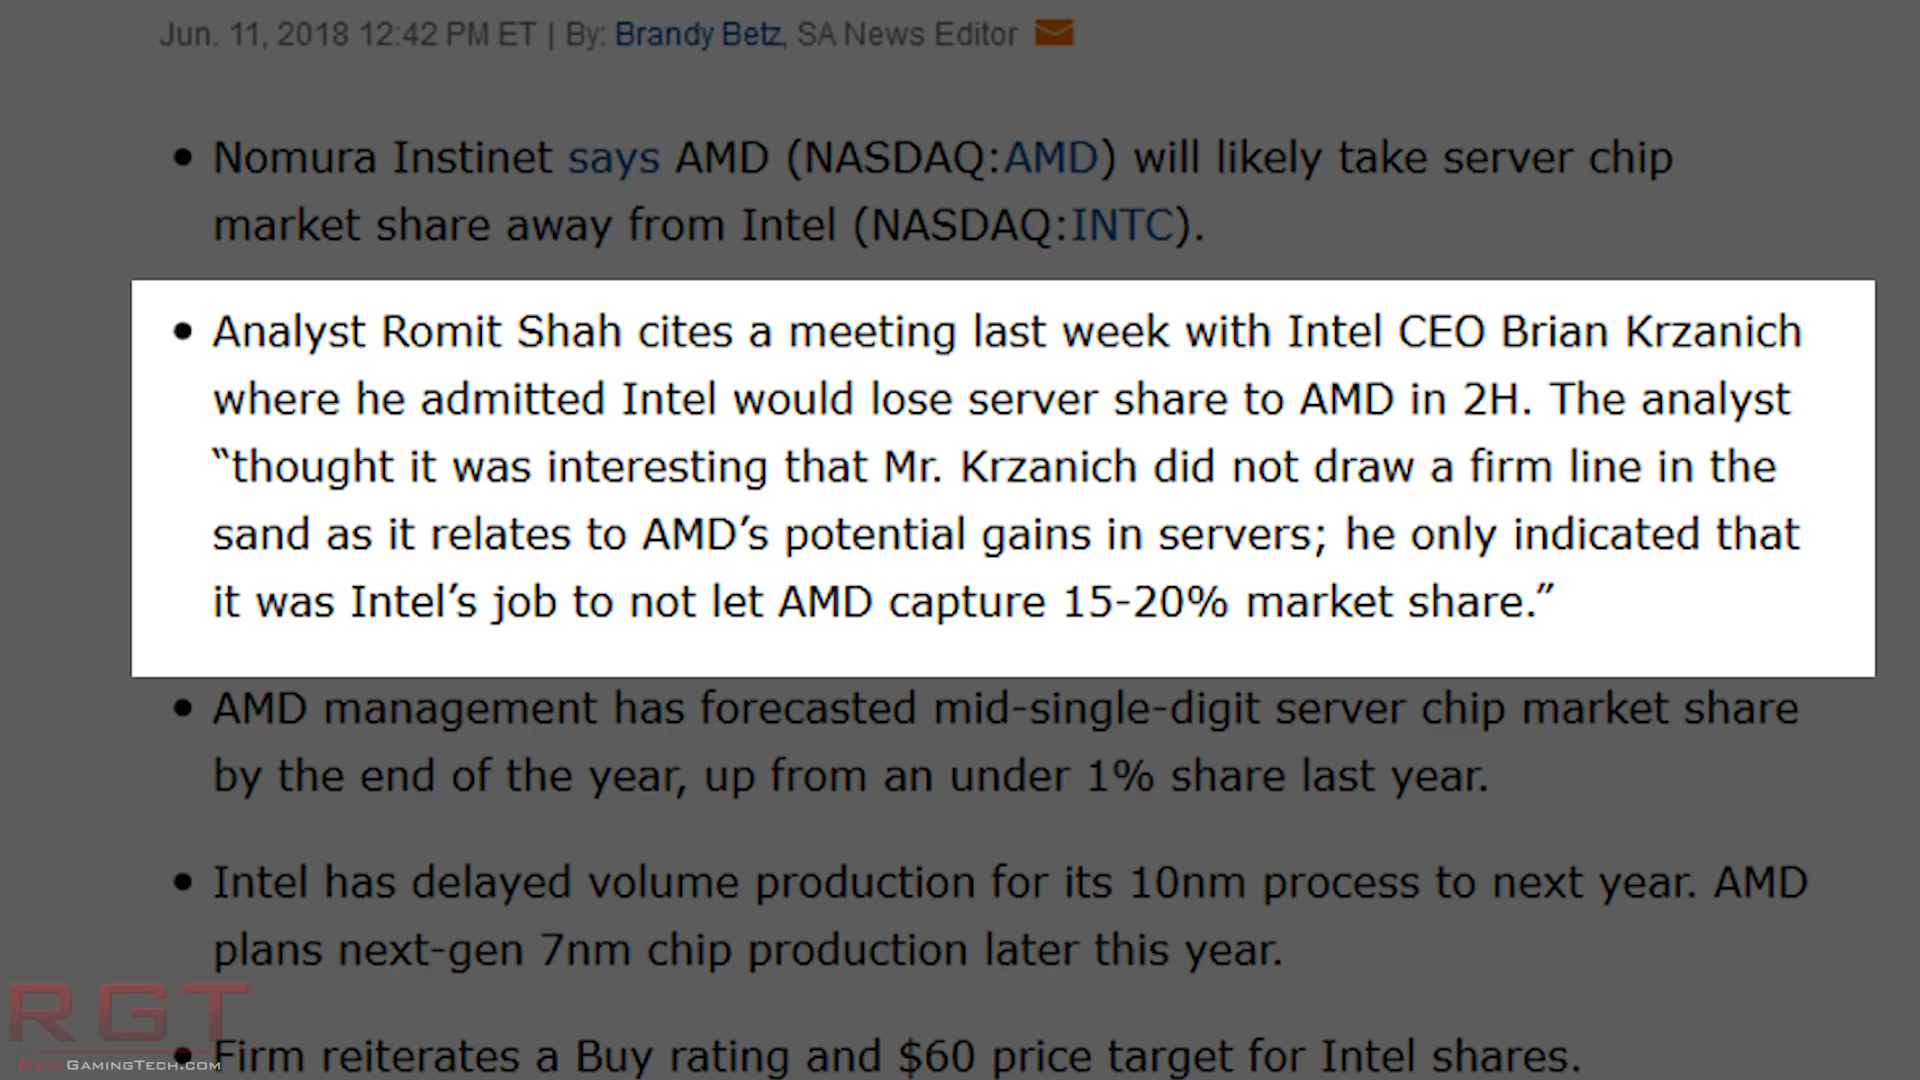 Jun. 11, 2018 12:42 PM ET | By: Brandy Betz, SA News Editor
• Nomura Instinet says AMD (NASDAQ:AMD) will likely take server chip
market share away from Intel (NASDAQ:INTC).
• Analyst Romit Shah cites a meeting last week with Intel CEO Brian Krzanich
where he admitted Intel would lose server share to AMD in 2H. The analyst
“thought it was interesting that Mr. Krzanich did not draw a firm line in the
sand as it relates to AMD’s potential gains in servers; he only indicated that
it was Intel’s job to not let AMD capture 15-20% market share.”
• AMD management has forecasted mid-single-digit server chip market share
by the end of the year, up from an under 1% share last year.
• Intel has delayed volume production for its 10nm process to next year. AMD
plans next-gen 7nm chip production later this year.
• Firm reiterates a Buy rating and $60 price target for Intel shares.
RGT
RedGamingTech.com